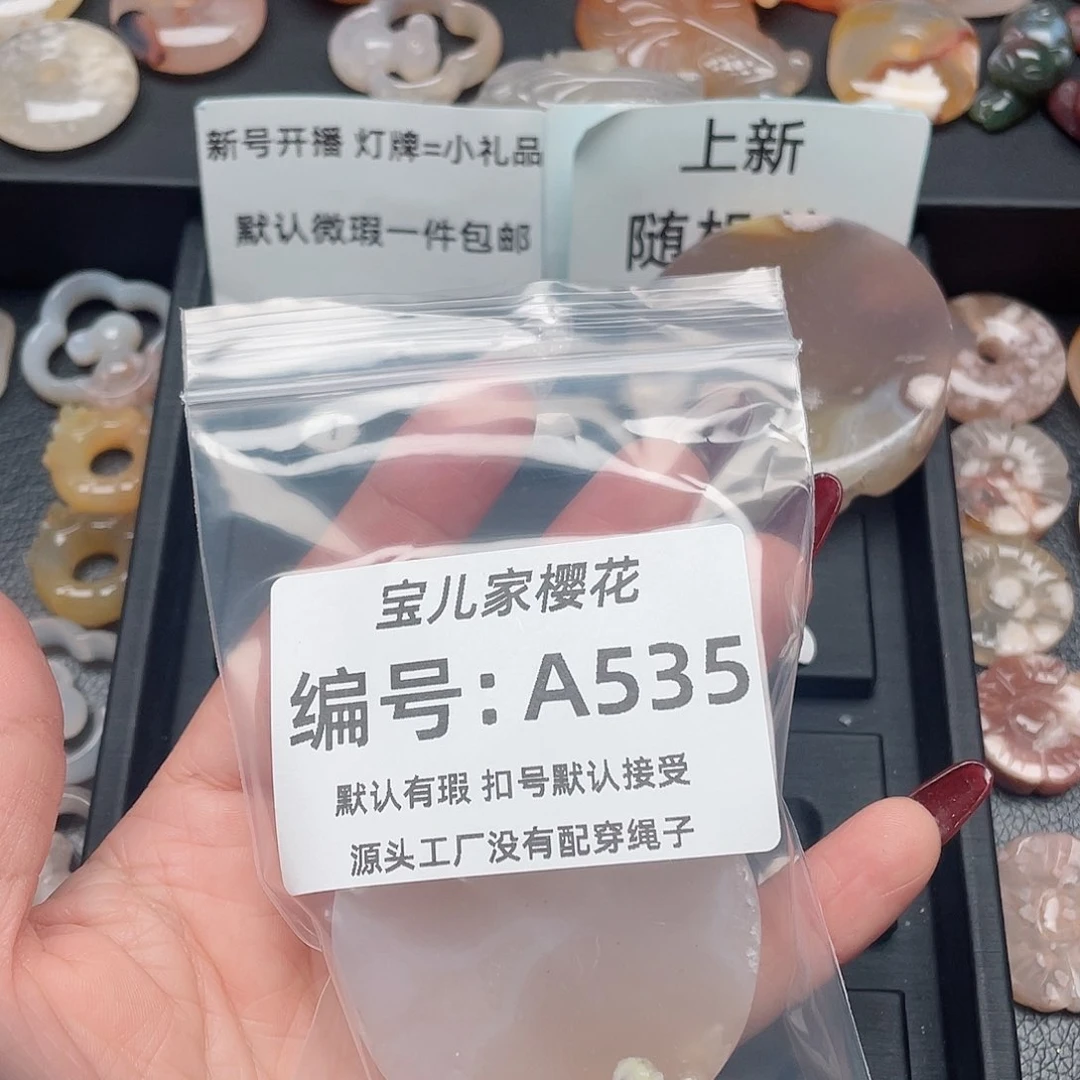 新号开播 灯牌=小礼品
默认微瑕一件包邮
上新
随机
宝儿家樱花
编号:A535
默认有瑕 扣号默认接受
源头工厂没有配穿绳子